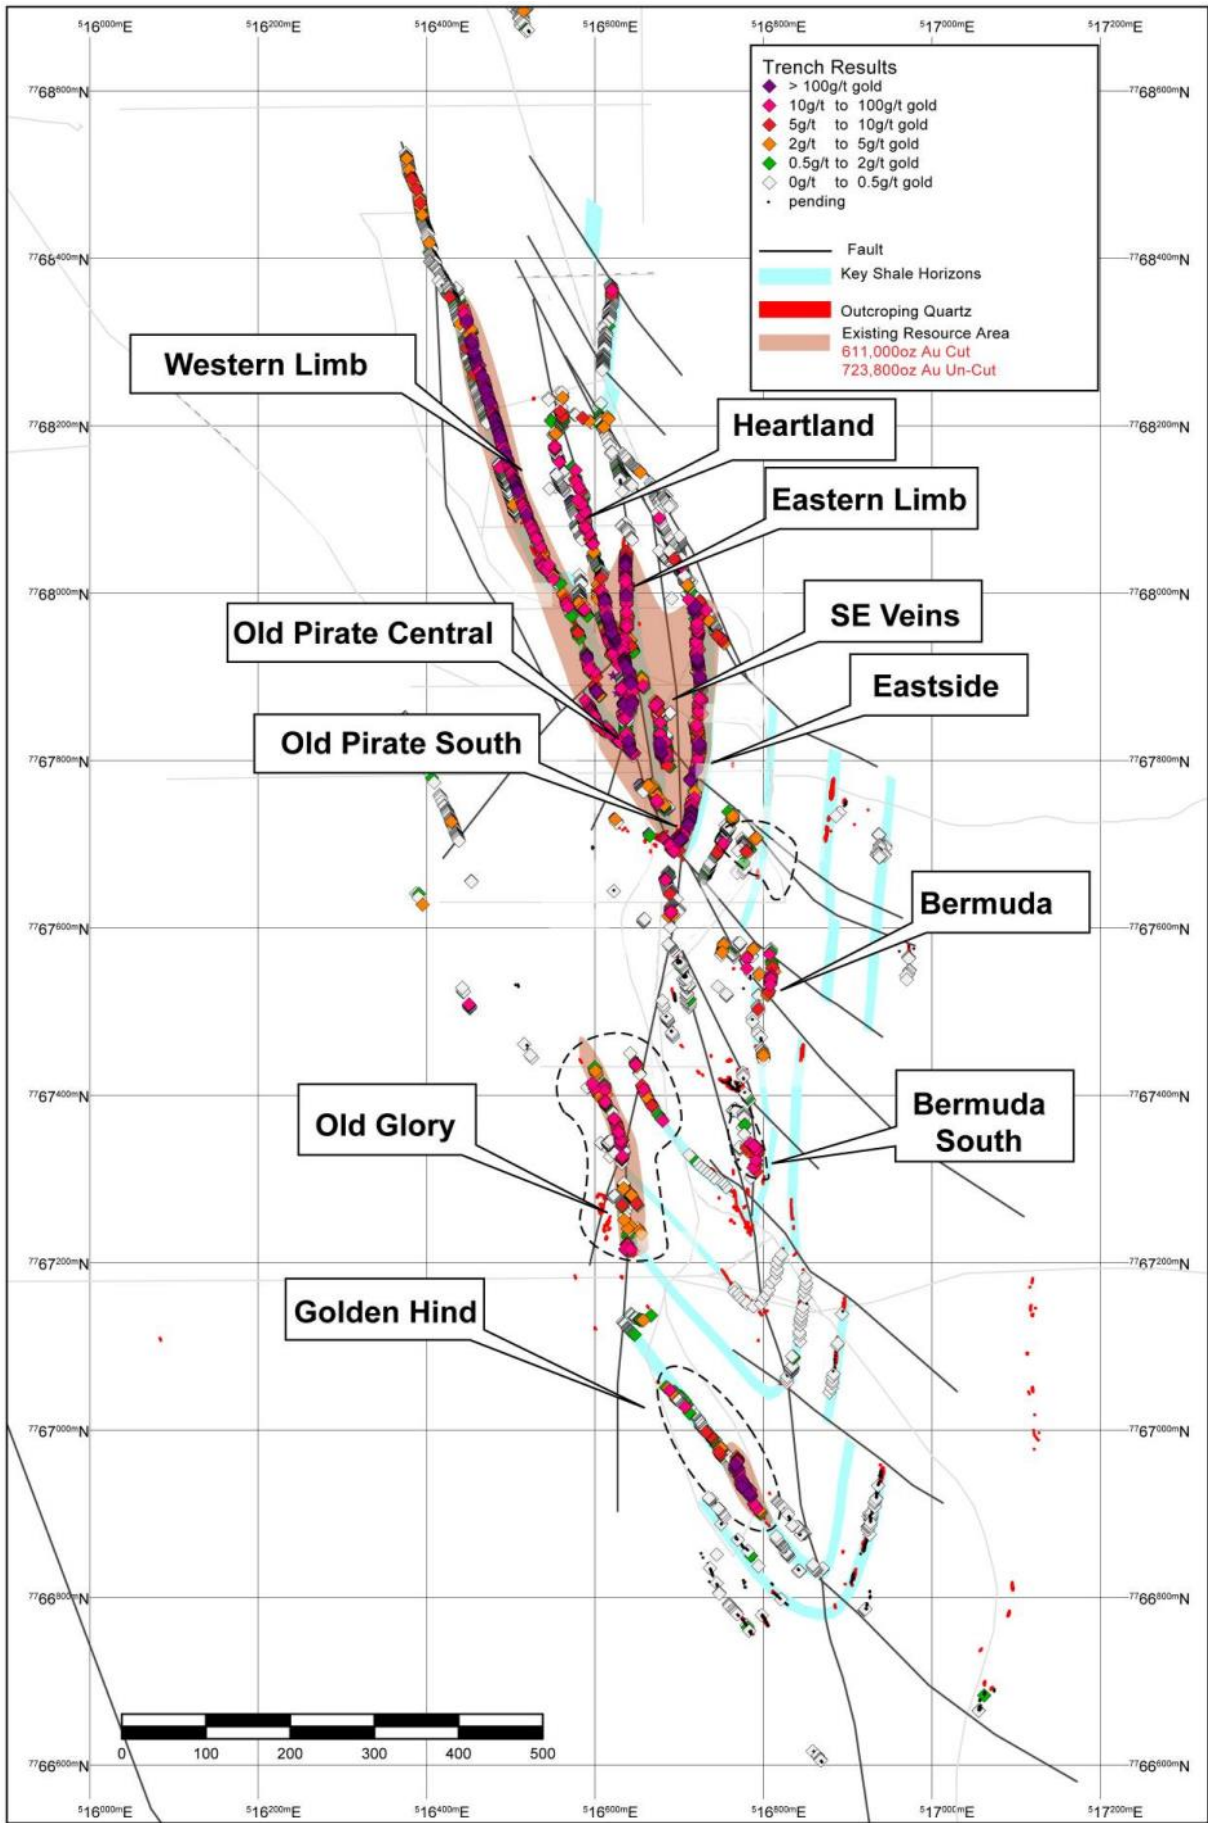 516000mE 516200mE 516400mE 516600mE 516800mE 517000mE 517200mE
7768600mN 7768600mN
Trench Results
> 100g/t gold
10g/t to 100g/t gold
5g/t to 10g/t gold
2g/t to 5g/t gold
0.5g/t to 2g/t gold
0g/t to 0.5g/t gold
pending
Fault
Key Shale Horizons
Outcroping Quartz
Existing Resource Area
611,000oz Au Cut
723,800oz Au Un-Cut
7768400mN 7768400mN
Western Limb
7768200mN 7768200mN
Heartland
Eastern Limb
7768000mN 7768000mN
Old Pirate Central
SE Veins
Eastside
Old Pirate South
7767800mN 7767800mN
Bermuda
7767600mN 7767600mN
7767400mN 7767400mN
Old Glory
Bermuda
South
7767200mN 7767200mN
Golden Hind
7767000mN 7767000mN
7766800mN 7766800mN
0 100 200 300 400 500
7766600mN 7766600mN
516000mE 516200mE 516400mE 516600mE 516800mE 517000mE 517200mE